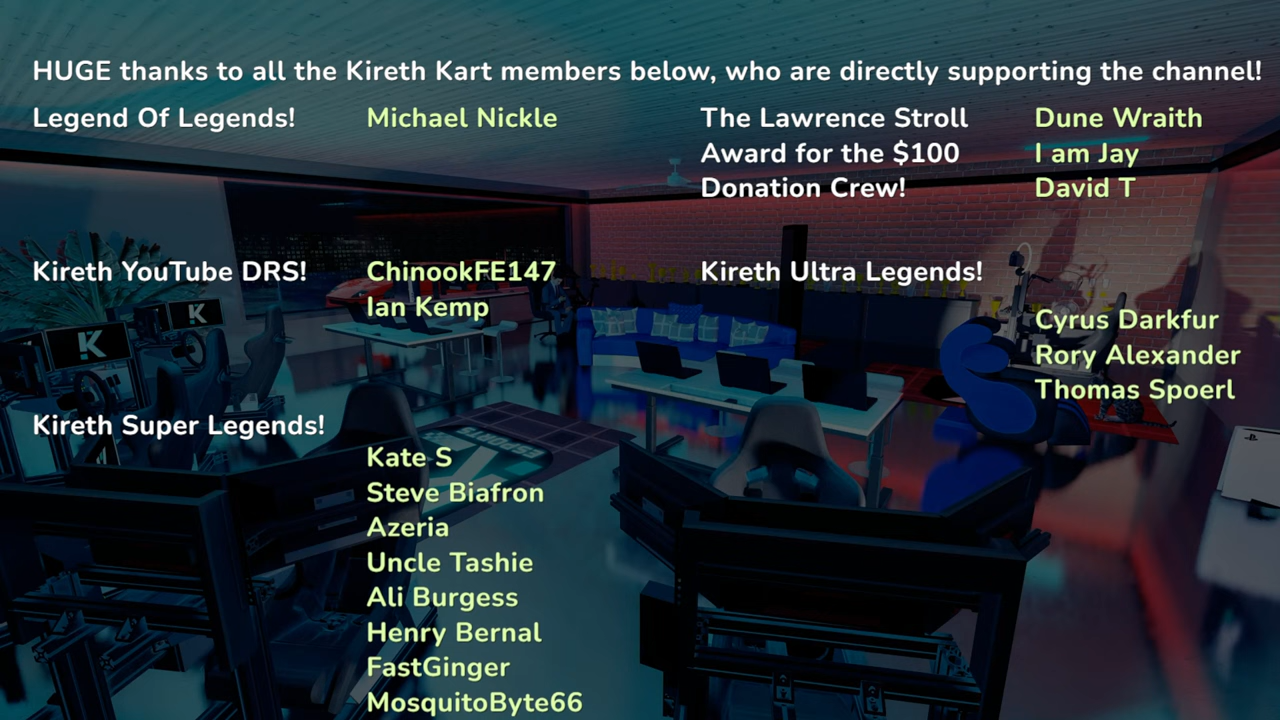 HUGE thanks to all the Kireth Kart members below, who are directly supporting the channel!
Legend Of Legends!
Michael Nickle
The Lawrence Stroll
Award for the $100
Donation Crew!
Dune Wraith
I am Jay
David T
Kireth YouTube DRS!
ChinookFE147
Ian Kemp
Kireth Ultra Legends!
Cyrus Darkfur
Rory Alexander
Thomas Spoerl
Kireth Super Legends!
Kate S
Steve Biafron
Azeria
Uncle Tashie
Ali Burgess
Henry Bernal
FastGinger
MosquitoByte66